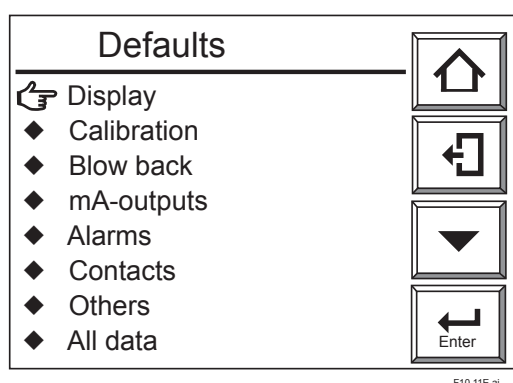 Defaults
Display
Calibration
Blow back
mA-outputs
Alarms
Contacts
Others
All data
Enter
F10.11E.ai